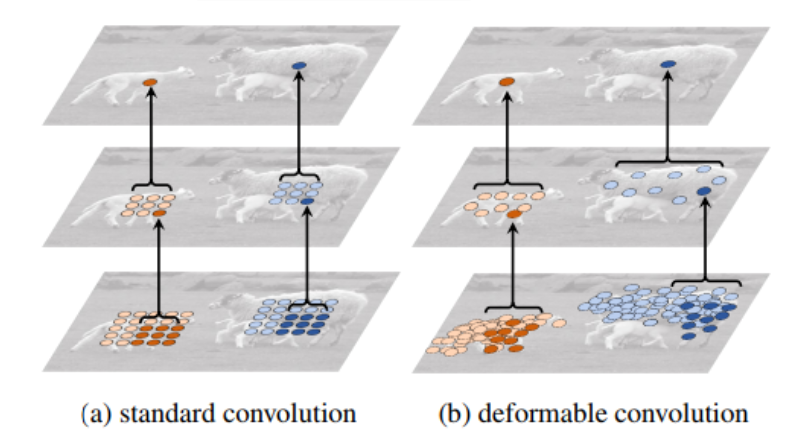 (a) standard convolution
(b) deformable convolution